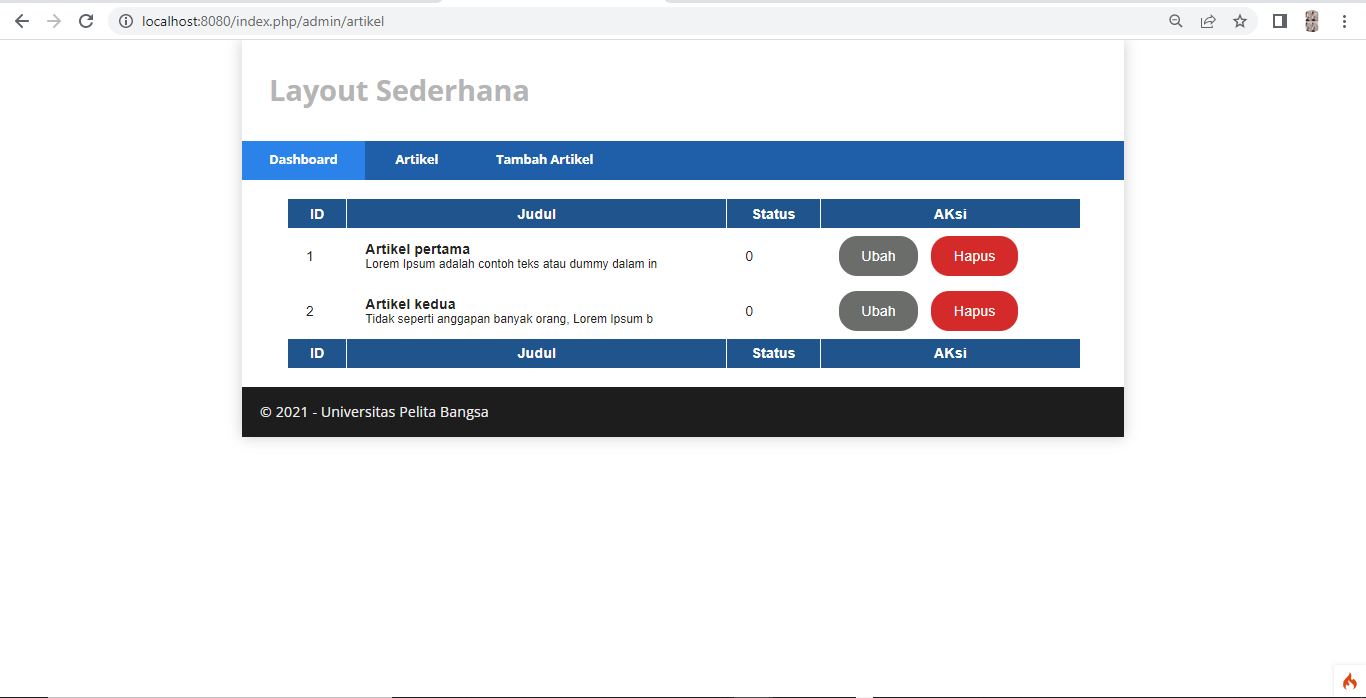 localhost:8080/index.php/admin/artikel
Layout Sederhana
Dashboard Artikel Tambah Artikel
ID Judul Status AKsi
1 Artikel pertama 0 Ubah Hapus
Lorem Ipsum adalah contoh teks atau dummy dalam in
2 Artikel kedua 0 Ubah Hapus
Tidak seperti anggapan banyak orang, Lorem Ipsum b
ID Judul Status AKsi
© 2021 - Universitas Pelita Bangsa